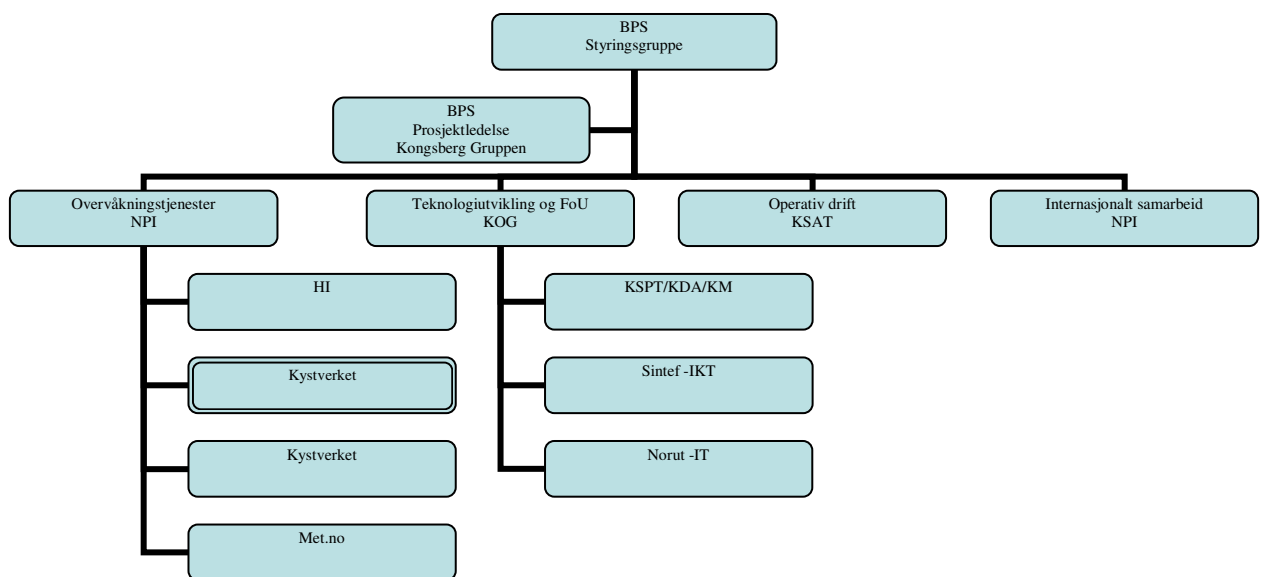 BPS
Styringsgruppe
BPS
Prosjektledelse
Kongsberg Gruppen
Overvåkningstjenester
NPI
Teknologiutvikling og FoU
KOG
Operativ drift
KSAT
Internasjonalt samarbeid
NPI
HI
KSPT/KDA/KM
Kystverket
Sintef -IKT
Kystverket
Norut -IT
Met.no